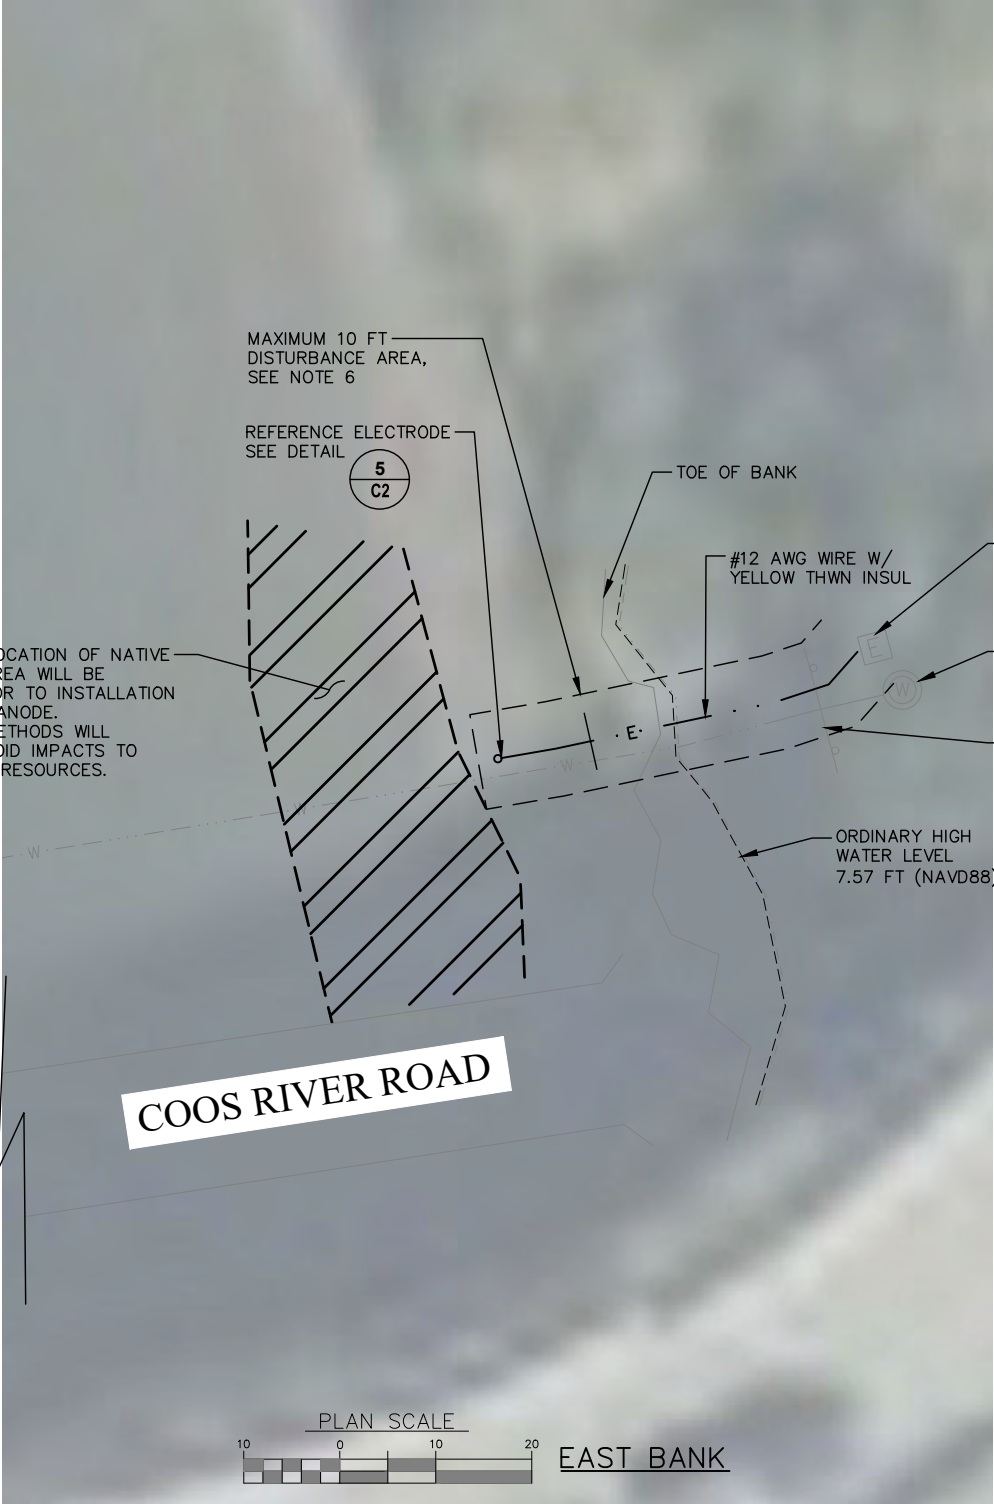 MAXIMUM 10 FT
DISTURBANCE AREA,
SEE NOTE 6
REFERENCE ELECTRODE
SEE DETAIL
5
C2
TOE OF BANK
#12 AWG WIRE W/
YELLOW THWN INSUL
E
W
P
P
E
W
W
W
OCATION OF NATIVE
REA WILL BE
OR TO INSTALLATION
ANODE.
ETHODS WILL
OID IMPACTS TO
RESOURCES.
ORDINARY HIGH
WATER LEVEL
7.57 FT (NAVD88)
COOS RIVER ROAD
PLAN SCALE
10 0 10 20
EAST BANK